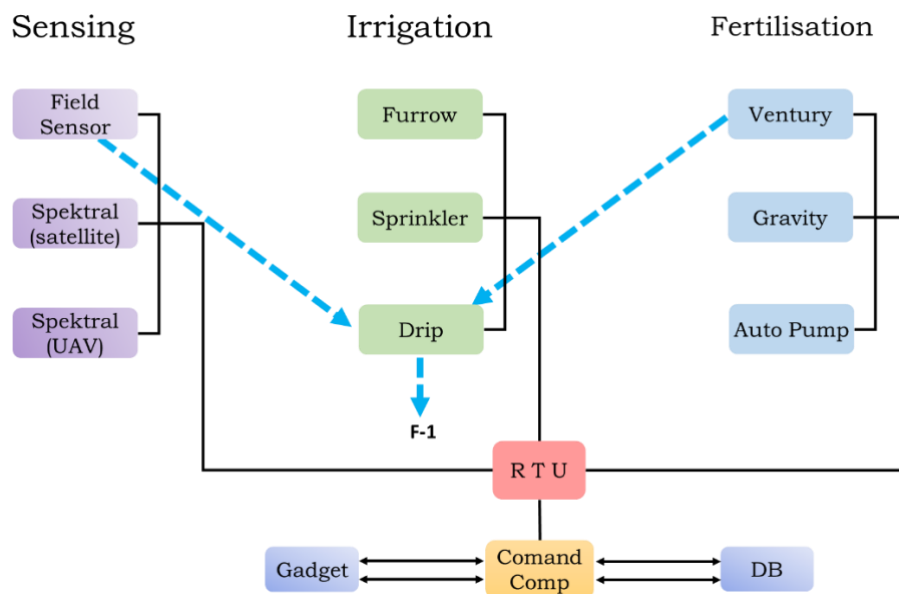 Sensing
Irrigation
Fertilisation
Field
Sensor
Furrow
Ventury
Spektral
(satellite)
Sprinkler
Gravity
Spektral
(UAV)
Drip
Auto Pump
F-1
R T U
Gadget
Comand
Comp
DB